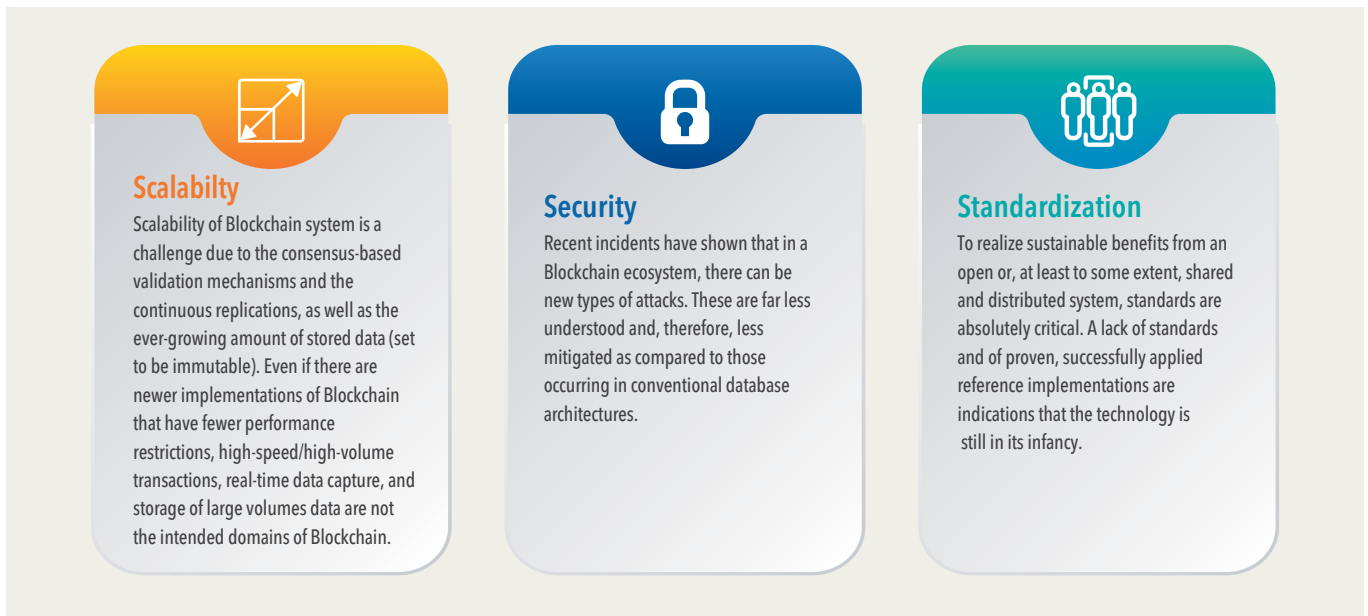 Scalabilty
Scalability of Blockchain system is a
challenge due to the consensus-based
validation mechanisms and the
continuous replications, as well as the
ever-growing amount of stored data (set
to be immutable). Even if there are
newer implementations of Blockchain
that have fewer performance
restrictions, high-speed/high-volume
transactions, real-time data capture, and
storage of large volumes data are not
the intended domains of Blockchain.
Security
Recent incidents have shown that in a
Blockchain ecosystem, there can be
new types of attacks. These are far less
understood and, therefore, less
mitigated as compared to those
occurring in conventional database
architectures.
Standardization
To realize sustainable benefits from an
open or, at least to some extent, shared
and distributed system, standards are
absolutely critical. A lack of standards
and of proven, successfully applied
reference implementations are
indications that the technology is
still in its infancy.